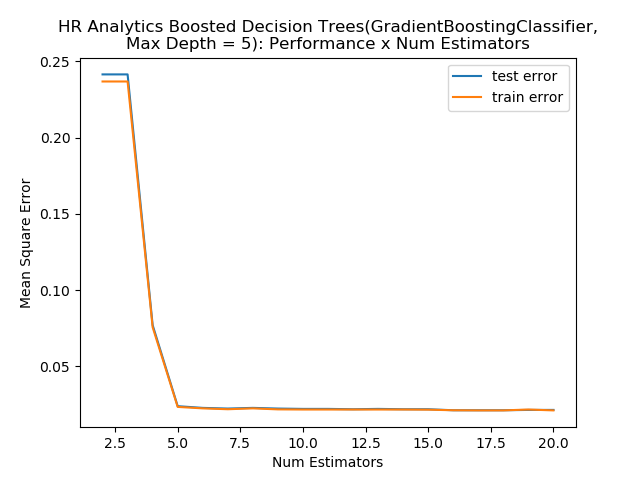 HR Analytics Boosted Decision Trees(GradientBoostingClassifier,
Max Depth = 5): Performance x Num Estimators
test error
train error
Mean Square Error
0.25
0.20
0.15
0.10
0.05
2.5 5.0 7.5 10.0 12.5 15.0 17.5 20.0
Num Estimators